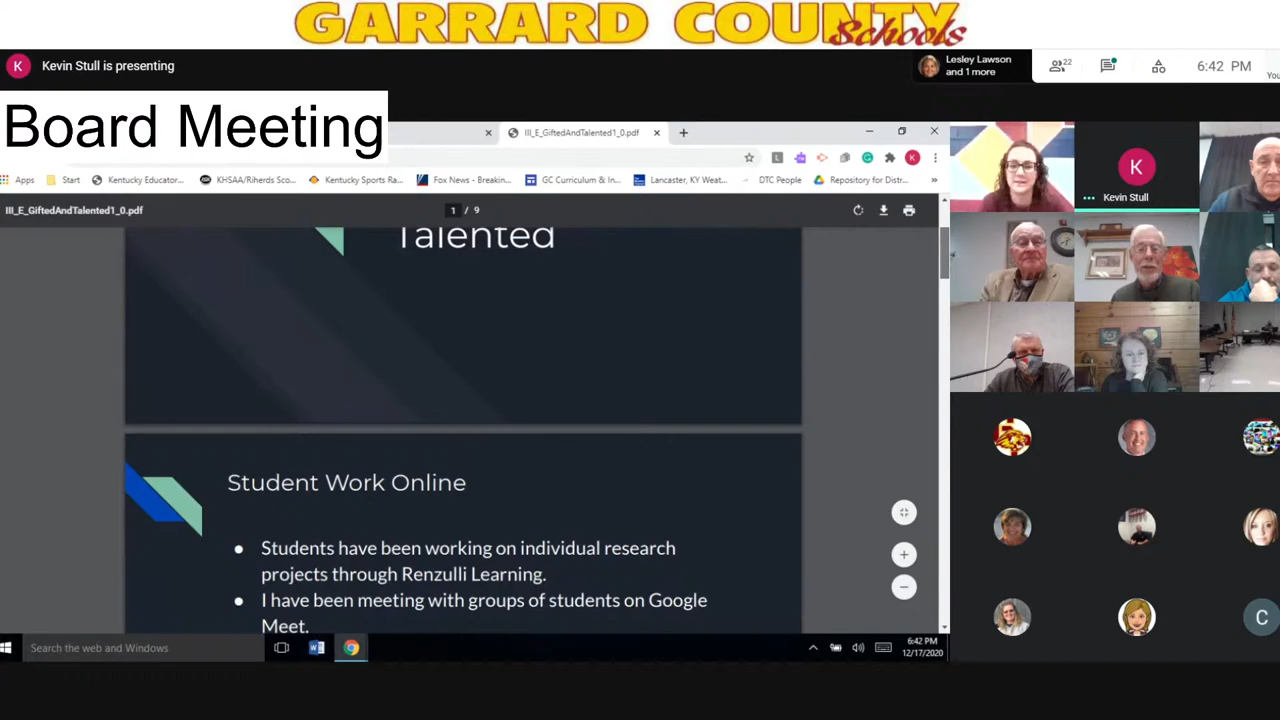 GARRARD COUNTY
Schools
K
Kevin Stull is presenting
Lesley Lawson
and 1 more
22
6:42 PM
You
Board Meeting
III_E_GiftedAndTalented1_0.pdf
Apps
Start
Kentucky Educator...
KHSAA/Riherds Sco...
Kentucky Sports Ra...
Fox News - Breakin...
GC Curriculum & In...
Lancaster, KY Weat...
DTC People
Repository for Distr...
III_E_GiftedAndTalented1_0.pdf
1 / 9
K
Kevin Stull
Talented
Student Work Online
● Students have been working on individual research
projects through Renzulli Learning.
● I have been meeting with groups of students on Google
Meet.
C
Search the web and Windows
6:42 PM
12/17/2020